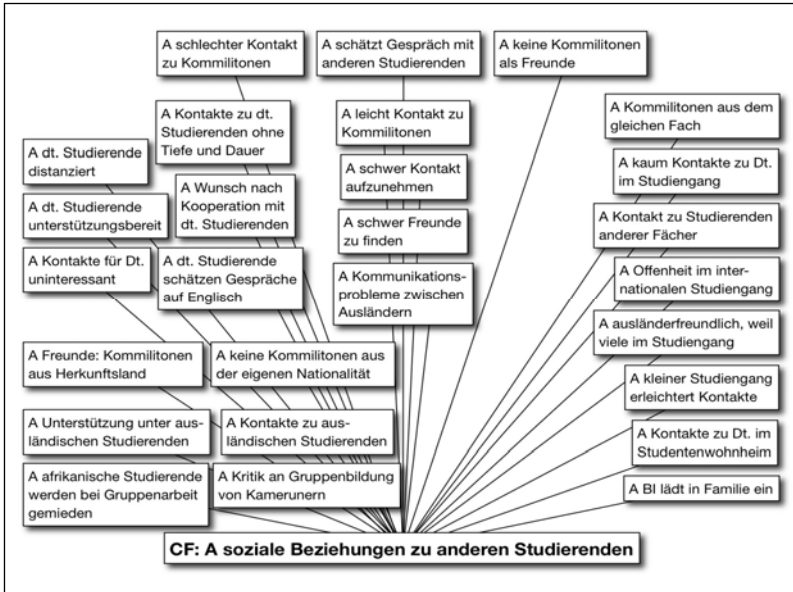 A schlechter Kontakt
zu Kommilitonen
A schätzt Gespräch mit
anderen Studierenden
A keine Kommilitonen
als Freunde
A Kontakte zu dt.
Studierenden ohne
Tiefe und Dauer
A leicht Kontakt zu
Kommilitonen
A Kommilitonen aus dem
gleichen Fach
A dt. Studierende
distanziert
A Wunsch nach
Kooperation mit
dt. Studierenden
A schwer Kontakt
aufzunehmen
A kaum Kontakte zu Dt.
im Studiengang
A dt. Studierende
unterstützungsbereit
A schwer Freunde
zu finden
A Kontakt zu Studierenden
anderer Fächer
A Kontakte für Dt.
uninteressant
A dt. Studierende
schätzen Gespräche
auf Englisch
A Kommunikations-
probleme zwischen
Ausländern
A Offenheit im inter-
nationalen Studiengang
A ausländerfreundlich, weil
viele im Studiengang
A Freunde: Kommilitonen
aus Herkunftsland
A keine Kommilitonen aus
der eigenen Nationalität
A kleiner Studiengang
erleichtert Kontakte
A Unterstützung unter aus-
ländischen Studierenden
A Kontakte zu aus-
ländischen Studierenden
A Kontakte zu Dt. im
Studentenwohnheim
A afrikanische Studierende
werden bei Gruppenarbeit
gemieden
A Kritik an Gruppenbildung
von Kamerunern
A BI lädt in Familie ein
CF: A soziale Beziehungen zu anderen Studierenden